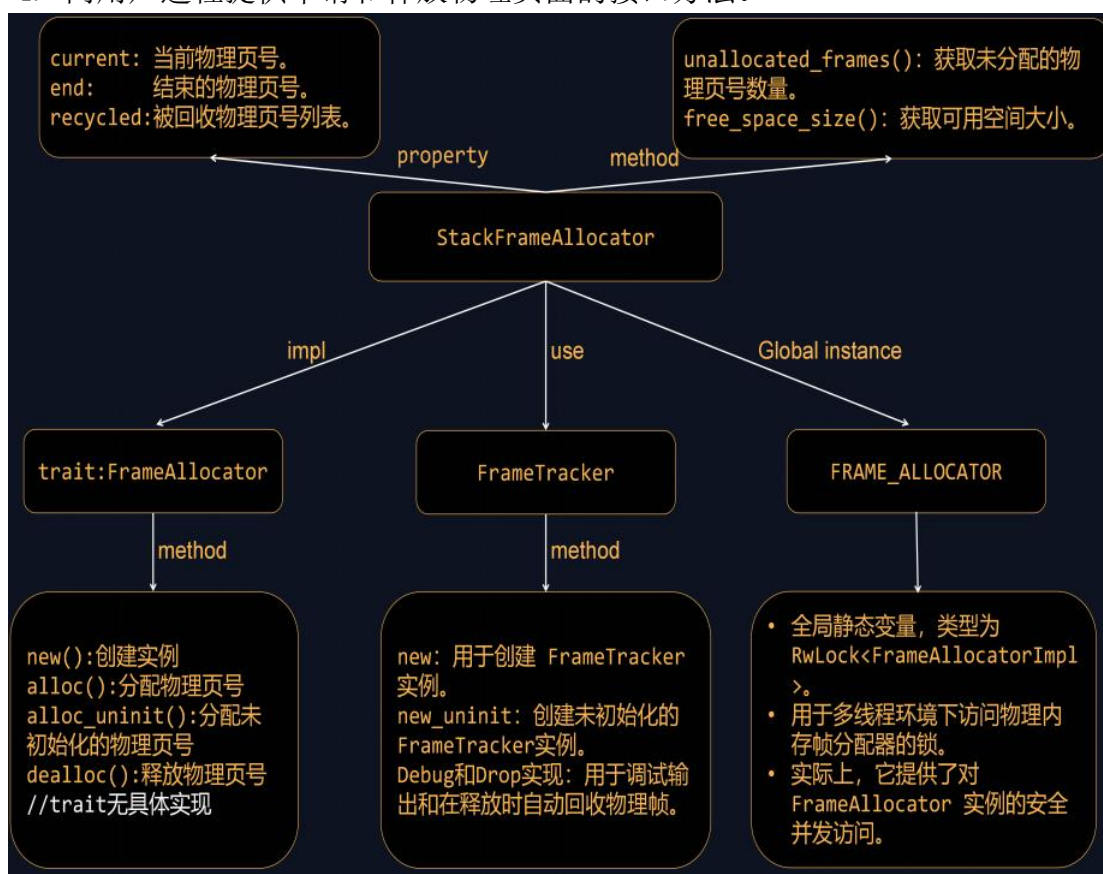 current: 当前物理页号。
end: 结束的物理页号。
recycled:被回收物理页号列表。
unallocated_frames(): 获取未分配的物
理页号数量。
free_space_size(): 获取可用空间大小。
property
method
StackFrameAllocator
impl
use
Global instance
trait:FrameAllocator
FrameTracker
FRAME_ALLOCATOR
method
method
new():创建实例
alloc():分配物理页号
alloc_uninit():分配未
初始化的物理页号
dealloc():释放物理页号
//trait无具体实现
new: 用于创建 FrameTracker
实例。
new_uninit: 创建未初始化的
FrameTracker实例。
Debug和Drop实现: 用于调试输
出和在释放时自动回收物理帧。
• 全局静态变量, 类型为
RwLock<FrameAllocatorImpl
>。
• 用于多线程环境下访问物理内
存帧分配器的锁。
• 实际上, 它提供了对
FrameAllocator 实例的安全
并发访问。